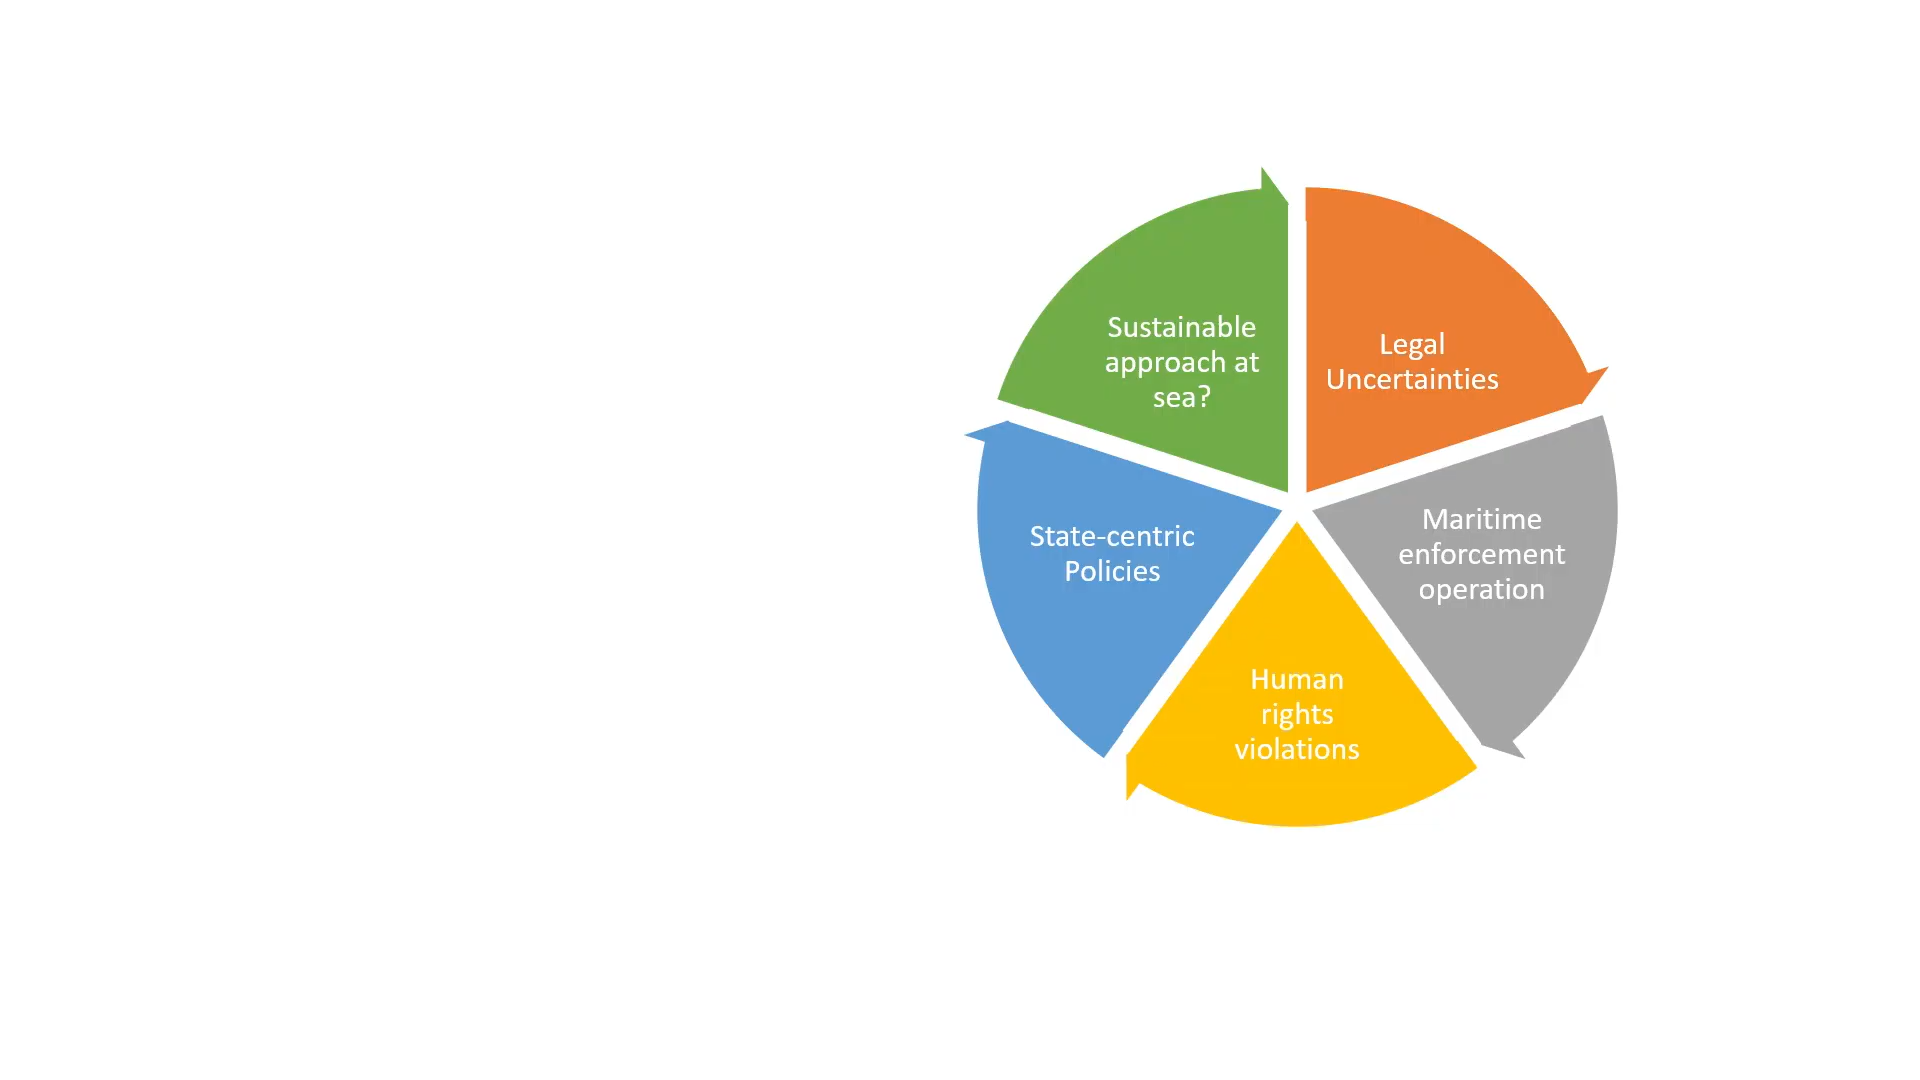 Sustainable
approach at
sea?
Legal
Uncertainties
Maritime
enforcement
operation
Human
rights
violations
State-centric
Policies